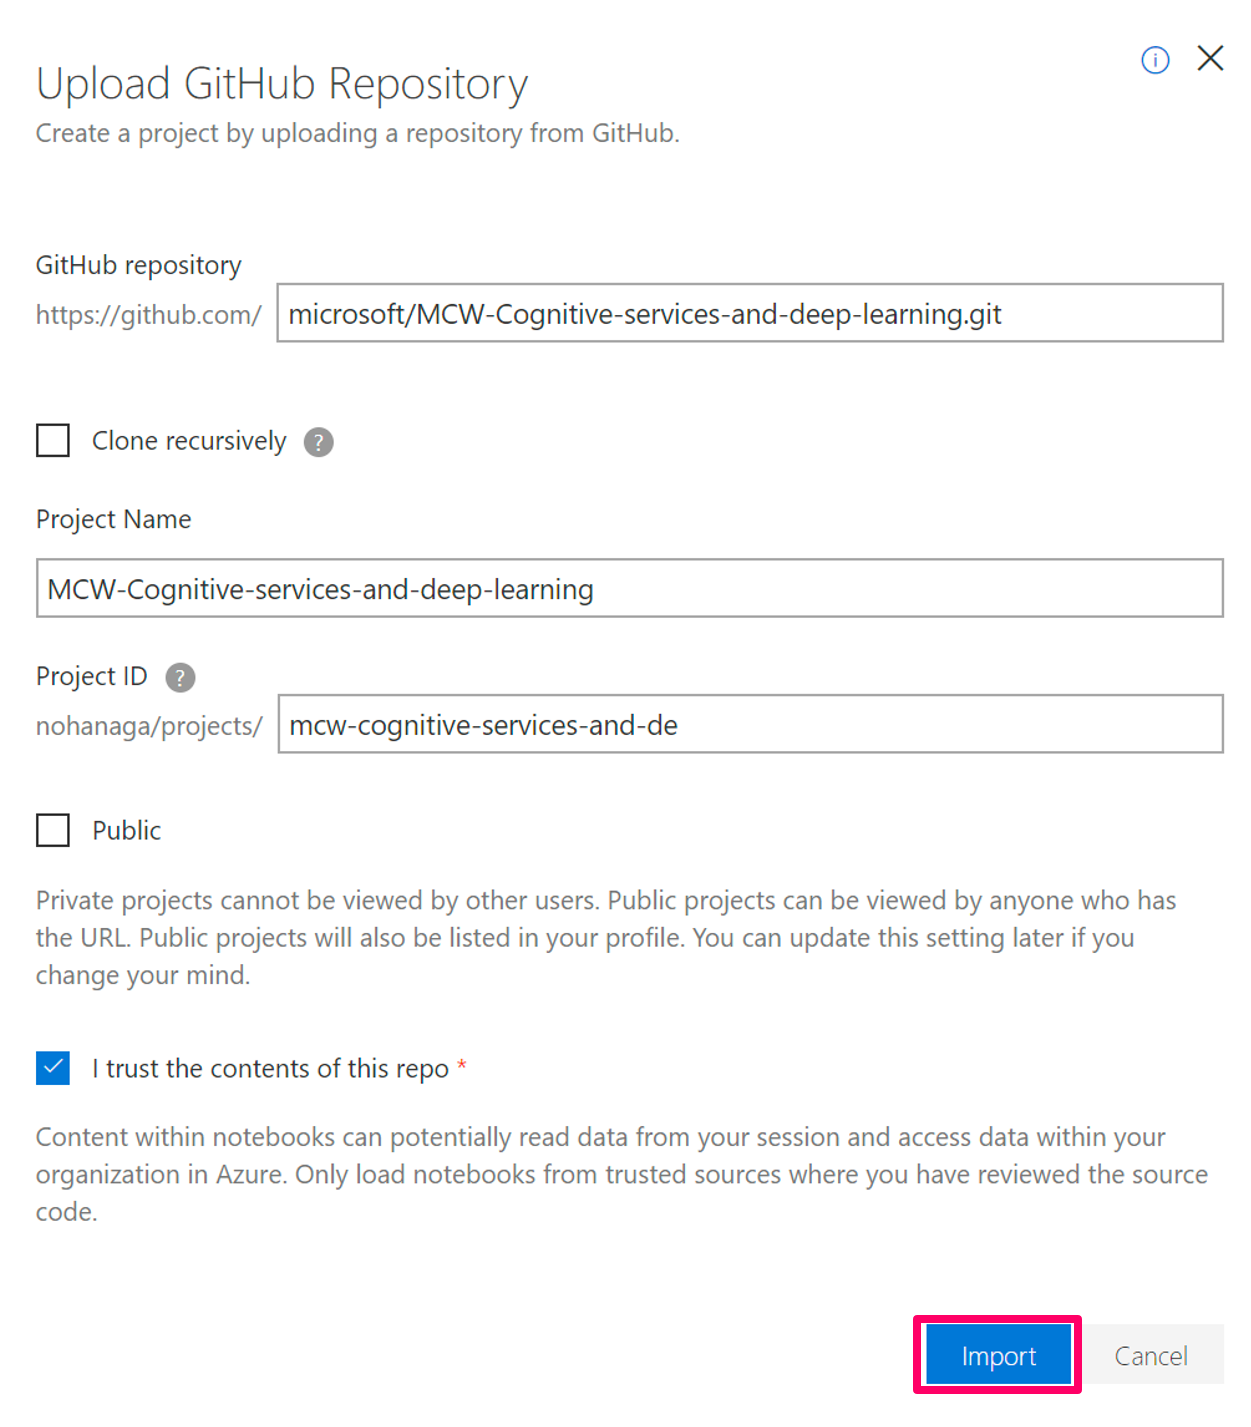 Upload GitHub Repository
Create a project by uploading a repository from GitHub.
GitHub repository
https://github.com/ microsoft/MCW-Cognitive-services-and-deep-learning.git
Clone recursively ?
Project Name
MCW-Cognitive-services-and-deep-learning
Project ID ?
nohanaga/projects/ mcw-cognitive-services-and-de
Public
Private projects cannot be viewed by other users. Public projects can be viewed by anyone who has
the URL. Public projects will also be listed in your profile. You can update this setting later if you
change your mind.
I trust the contents of this repo *
Content within notebooks can potentially read data from your session and access data within your
organization in Azure. Only load notebooks from trusted sources where you have reviewed the source
code.
Import Cancel